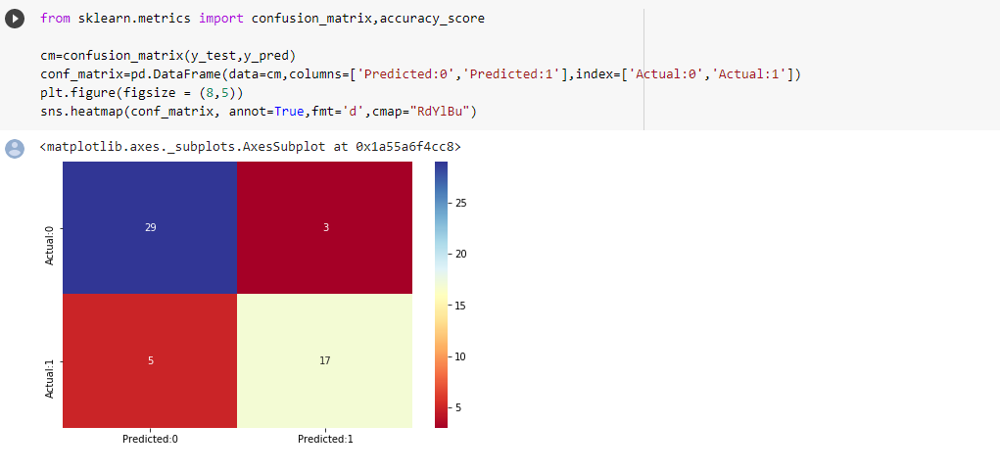 from sklearn.metrics import confusion_matrix,accuracy_score
cm=confusion_matrix(y_test,y_pred)
conf_matrix=pd.DataFrame(data=cm,columns=['Predicted:0','Predicted:1'],index=['Actual:0','Actual:1'])
plt.figure(figsize = (8,5))
sns.heatmap(conf_matrix, annot=True,fmt='d',cmap="RdYlBu")
<matplotlib.axes._subplots.AxesSubplot at 0x1a55a6f4cc8>
Actual:0
29
3
Actual:1
5
17
Predicted:0
Predicted:1
25
20
15
10
5